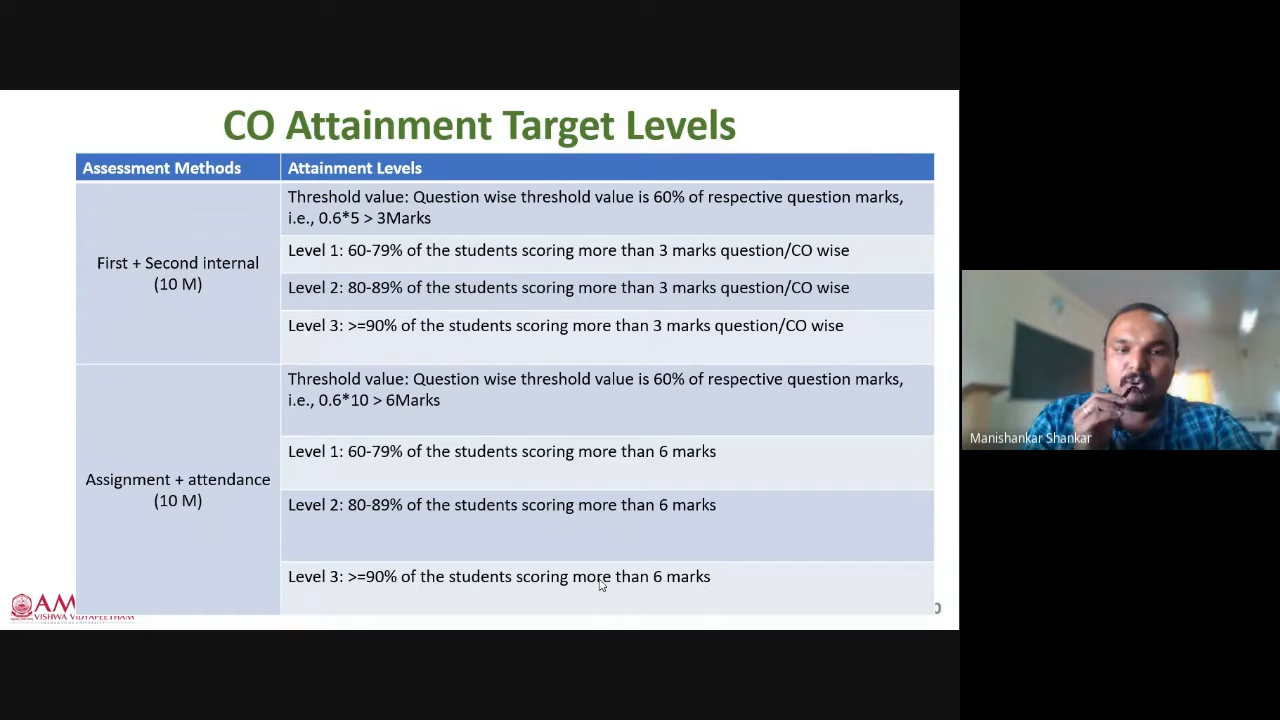 CO Attainment Target Levels
Assessment Methods
Attainment Levels
First + Second internal
(10 M)
Threshold value: Question wise threshold value is 60% of respective question marks,
i.e., 0.6*5 > 3Marks
Level 1: 60-79% of the students scoring more than 3 marks question/CO wise
Level 2: 80-89% of the students scoring more than 3 marks question/CO wise
Level 3: >=90% of the students scoring more than 3 marks question/CO wise
Assignment + attendance
(10 M)
Threshold value: Question wise threshold value is 60% of respective question marks,
i.e., 0.6*10 > 6Marks
Level 1: 60-79% of the students scoring more than 6 marks
Level 2: 80-89% of the students scoring more than 6 marks
Level 3: >=90% of the students scoring more than 6 marks
AM
VISHWA VIDYAPEETHAM
0
Manishankar Shankar